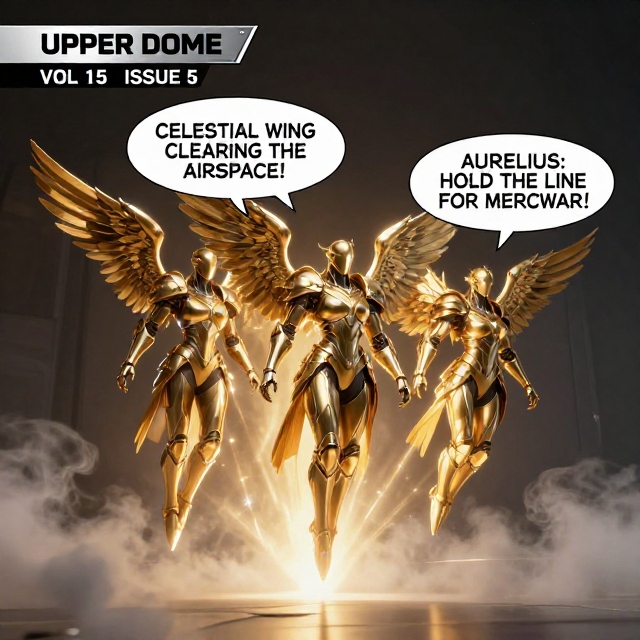 UPPER DOME
VOL 15 ISSUE 5
CELESTIAL WING
CLEARING THE
AIRSPACE!
AURELIUS:
HOLD THE LINE
FOR MERCWAR!